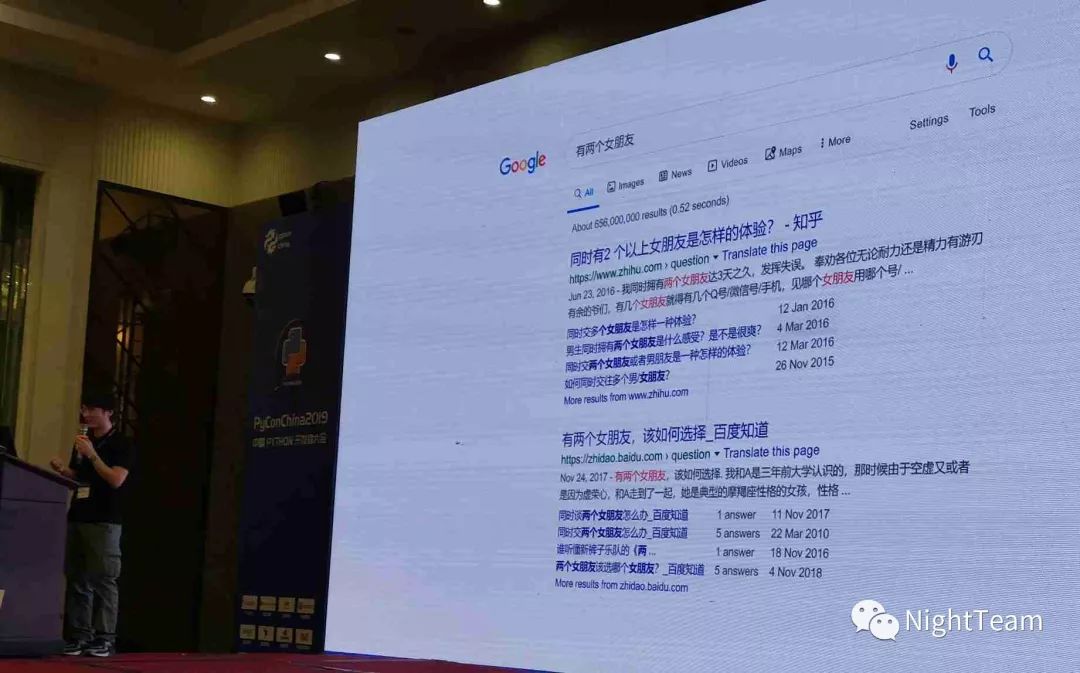 有两个女朋友
Google
All Images News Videos Maps More Settings Tools
About 656,000,000 results (0.52 seconds)
同时有2 个以上女朋友是怎样的体验？ - 知乎
https://www.zhihu.com › question Translate this page
Jun 23, 2016 - 我同时拥有两个女朋友达3天之久，发挥失误。 奉劝各位无论耐力还是精力有游刃
有余的爷们，有几个女朋友就得有几个Q号/微信号/手机，见哪个女朋友用哪个号/ ...
同时交多个女朋友是怎样一种体验？ 12 Jan 2016
男生同时拥有两个女朋友是什么感受？是不是很爽？ 4 Mar 2016
同时交两个女朋友或者男朋友是一种怎样的体验？ 12 Mar 2016
如何同时交往多个男/女朋友？ 26 Nov 2015
More results from www.zhihu.com
有两个女朋友，该如何选择_百度知道
https://zhidao.baidu.com › question Translate this page
Nov 24, 2017 - 有两个女朋友，该如何选择. 我和A是三年前大学认识的，那时候由于空虚又或者
是因为虚荣心，和A走到了一起，她是典型的摩羯座性格的女孩，性格 ...
同时谈两个女朋友怎么办_百度知道 1 answer 11 Nov 2017
同时交两个女朋友怎么办_百度知道 5 answers 22 Mar 2010
谁听懂新裤子乐队的《两 ... 1 answer 18 Nov 2016
两个女朋友该选哪个女朋友？_百度知道 5 answers 4 Nov 2018
More results from zhidao.baidu.com
PyConChina2019
中国 PYTHON 开发者大会
NightTeam